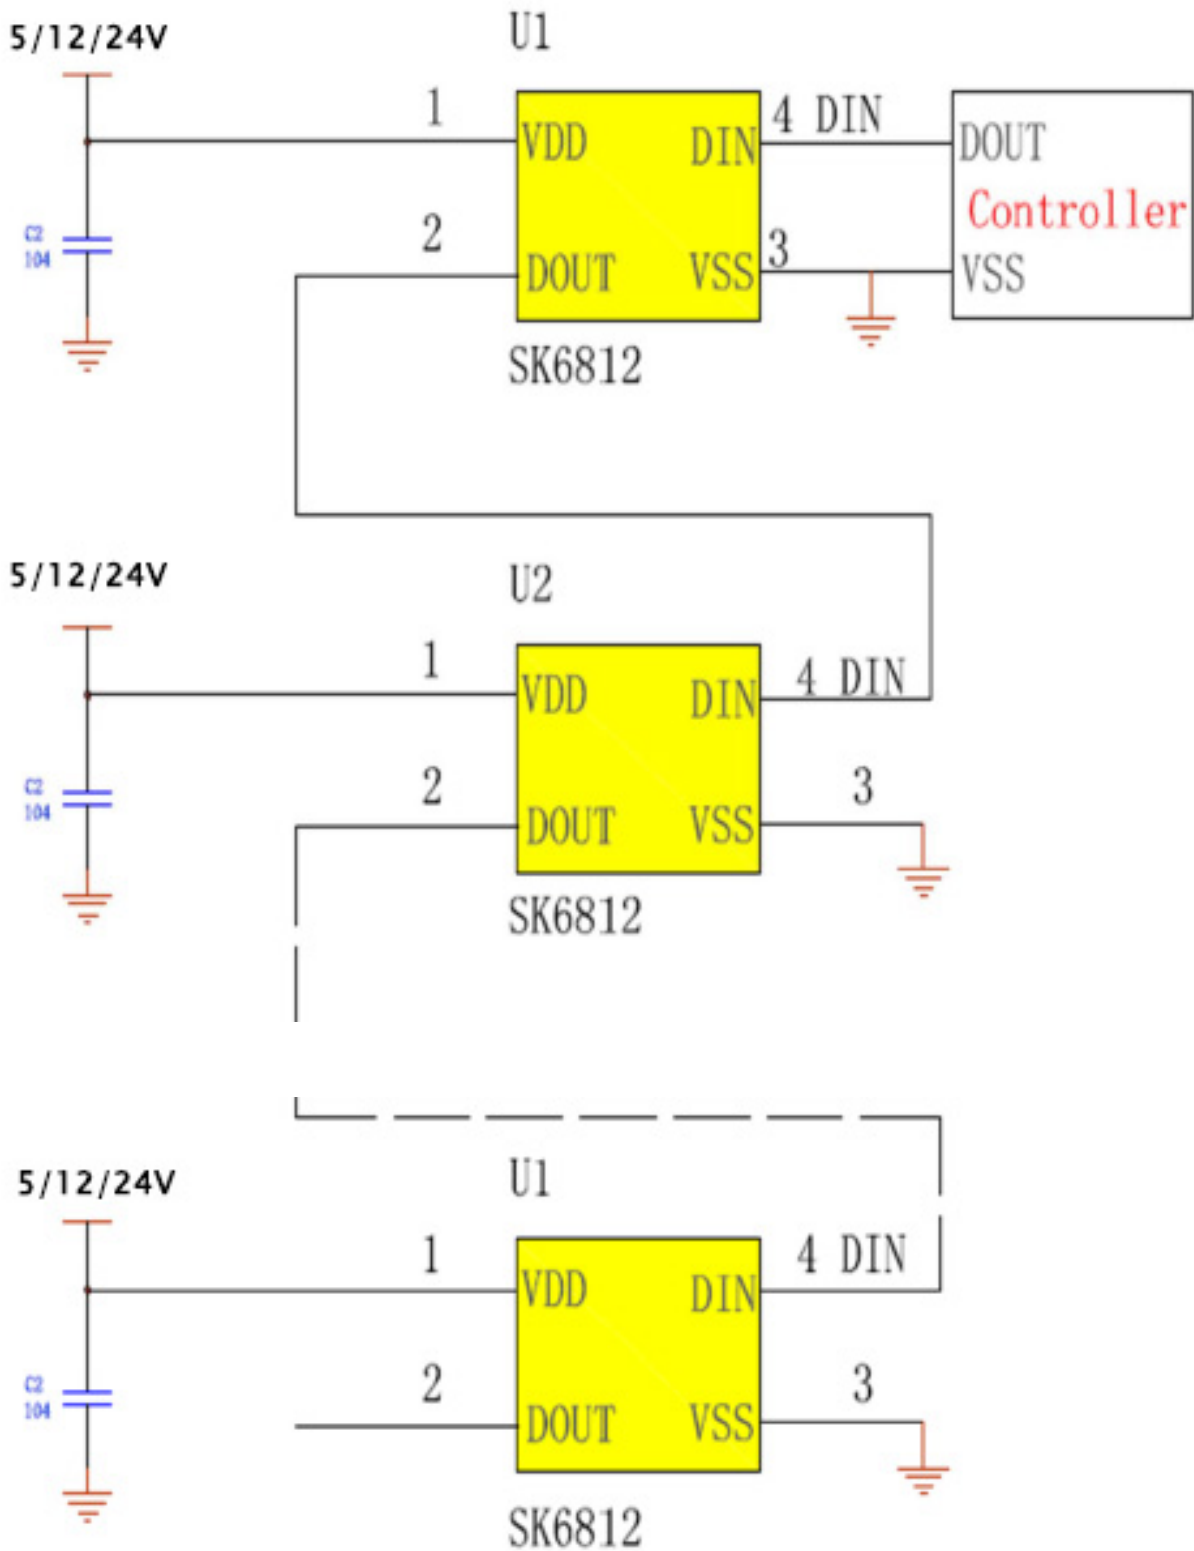 5/12/24V
U1
1
4 DIN
VDD
DIN
DOUT
Controller
C2
104
2
3
DOUT
VSS
VSS
SK6812
5/12/24V
U2
1
4 DIN
VDD
DIN
C2
104
2
3
DOUT
VSS
SK6812
5/12/24V
U1
1
4 DIN
VDD
DIN
C2
104
2
3
DOUT
VSS
SK6812